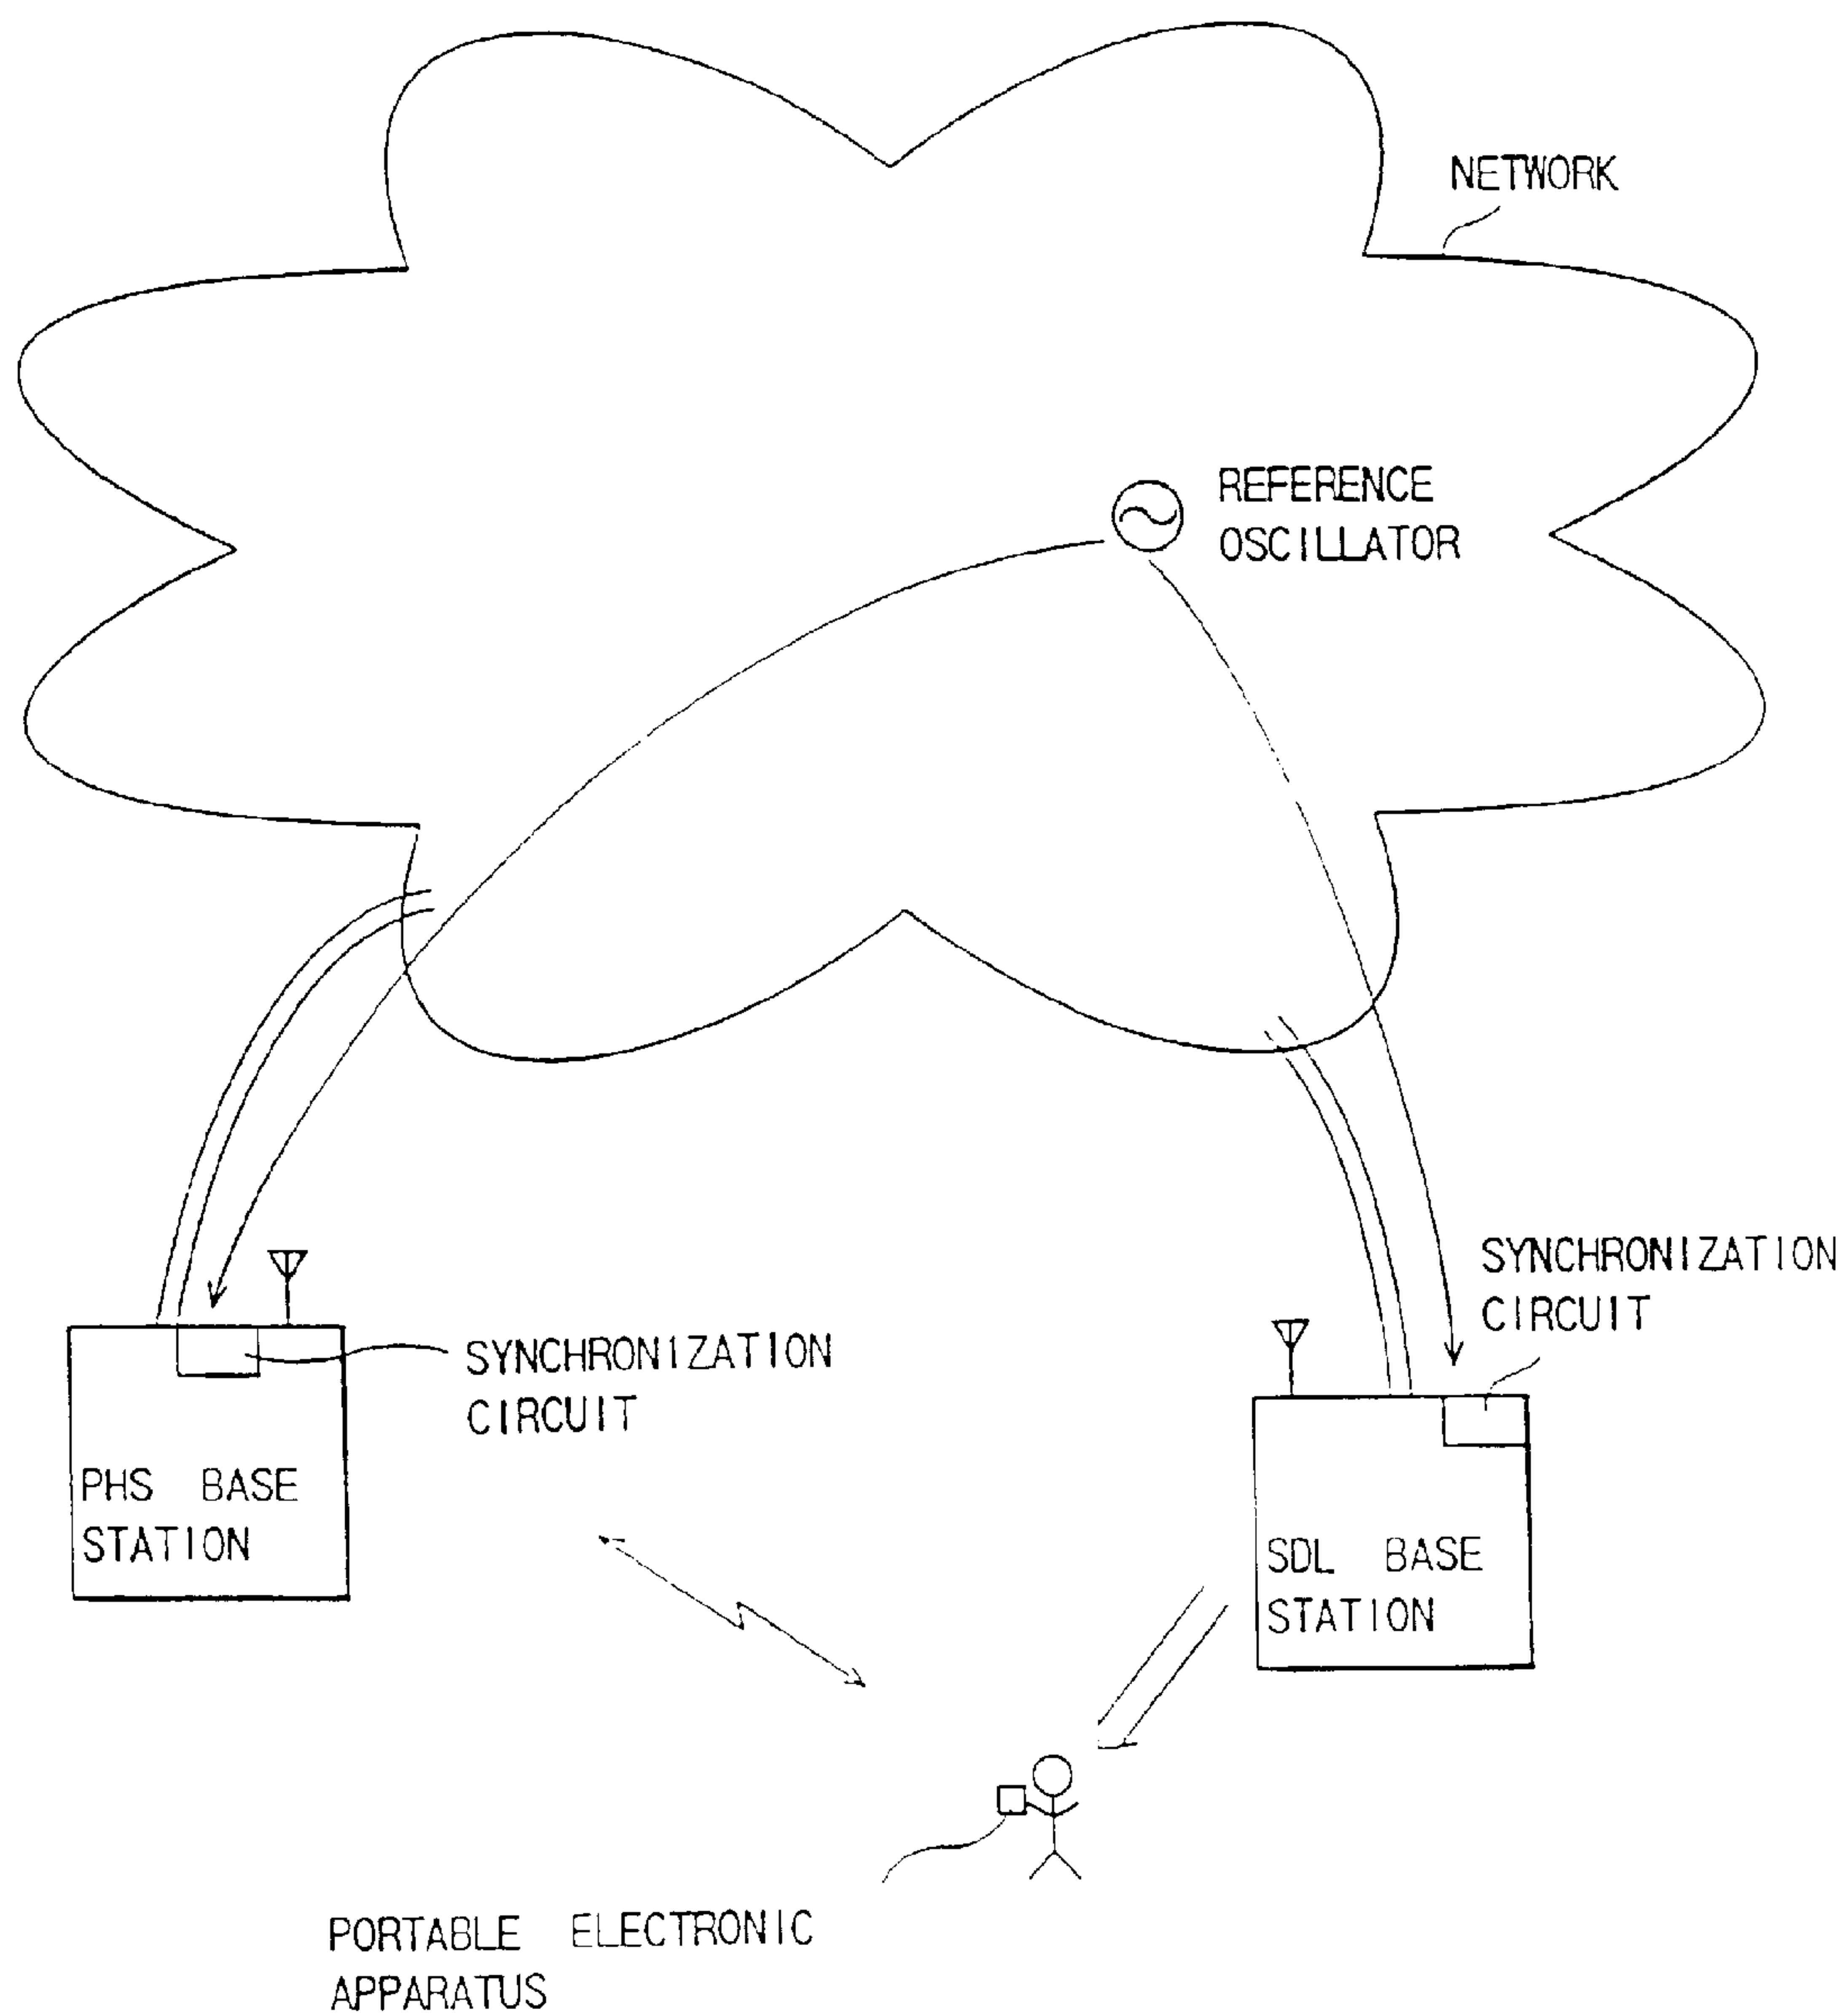 NETWORK
REFERENCE
OSCILLATOR
SYNCHRONIZATION
CIRCUIT
SYNCHRONIZATION
CIRCUIT
PHS BASE
STATION
SDL BASE
STATION
PORTABLE ELECTRONIC
APPARATUS